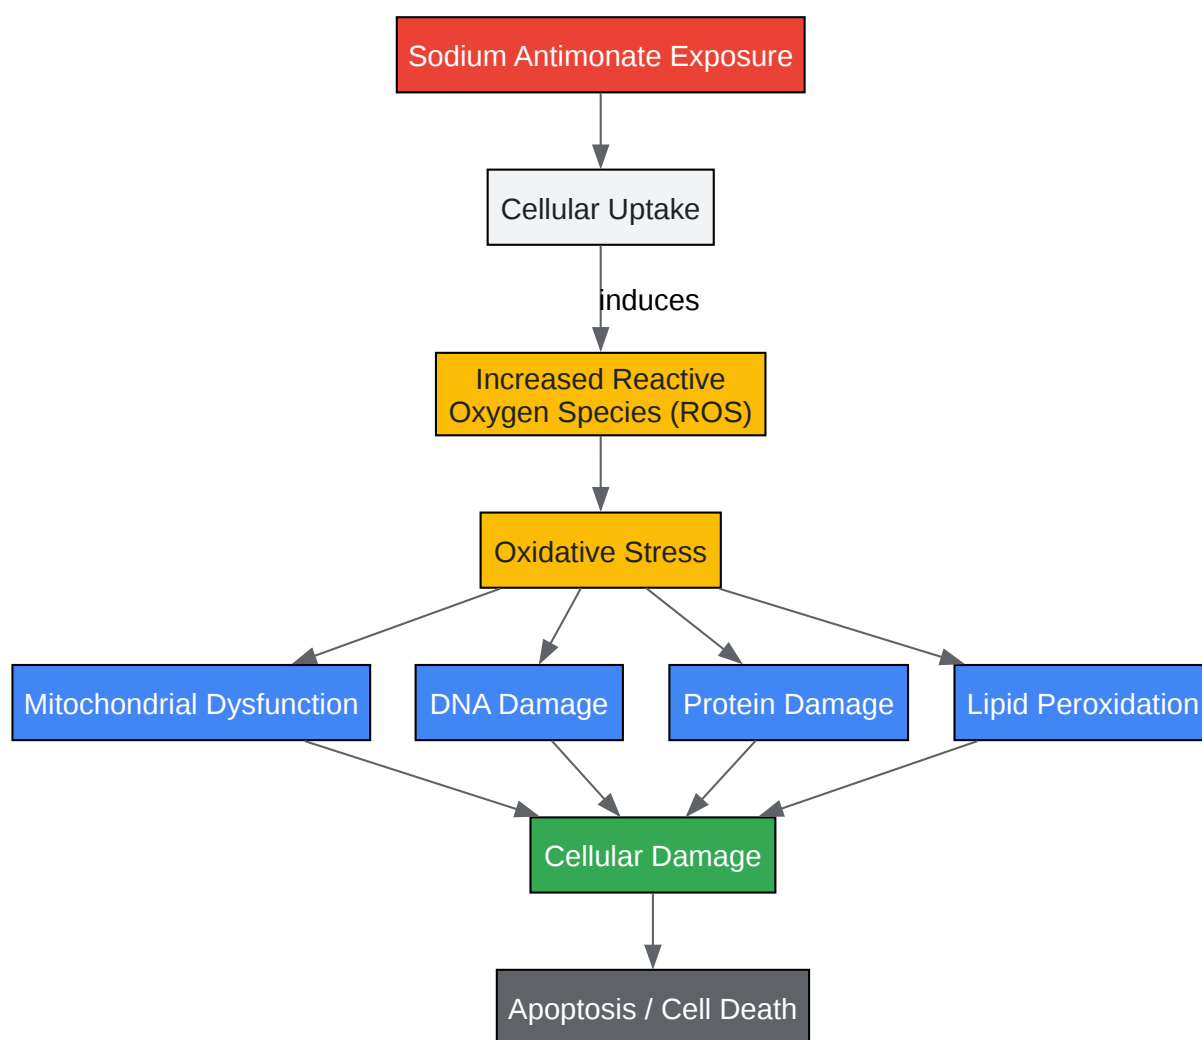 Sodium Antimonate Exposure
Cellular Uptake
induces
Increased Reactive
Oxygen Species (ROS)
Oxidative Stress
Mitochondrial Dysfunction
DNA Damage
Protein Damage
Lipid Peroxidation
Cellular Damage
Apoptosis / Cell Death